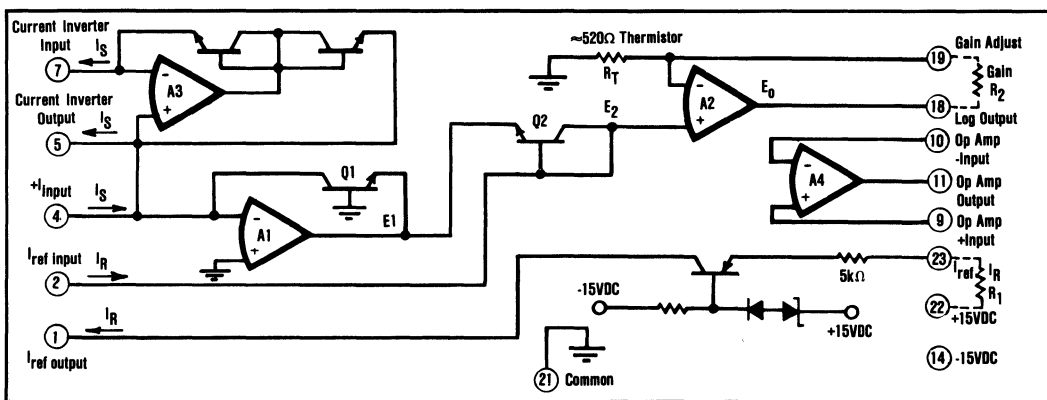 Current Inverter
Input
I_S
7
A3
-
+
Current Inverter
Output
I_S
5
+I_Input
I_S
4
Q1
-
A1
+
E1
I_ref input
I_R
2
I_R
1
I_ref output
≈520Ω Thermistor
R_T
Q2
E_2
-
A2
+
E_0
19
Gain Adjust
Gain
R_2
18
Log Output
10
Op Amp
-Input
A4
-
+
11
Op Amp
Output
9
Op Amp
+Input
5kΩ
23
I_ref
I_R
R_1
22
+15VDC
-15VDC
+15VDC
14
-15VDC
21
Common